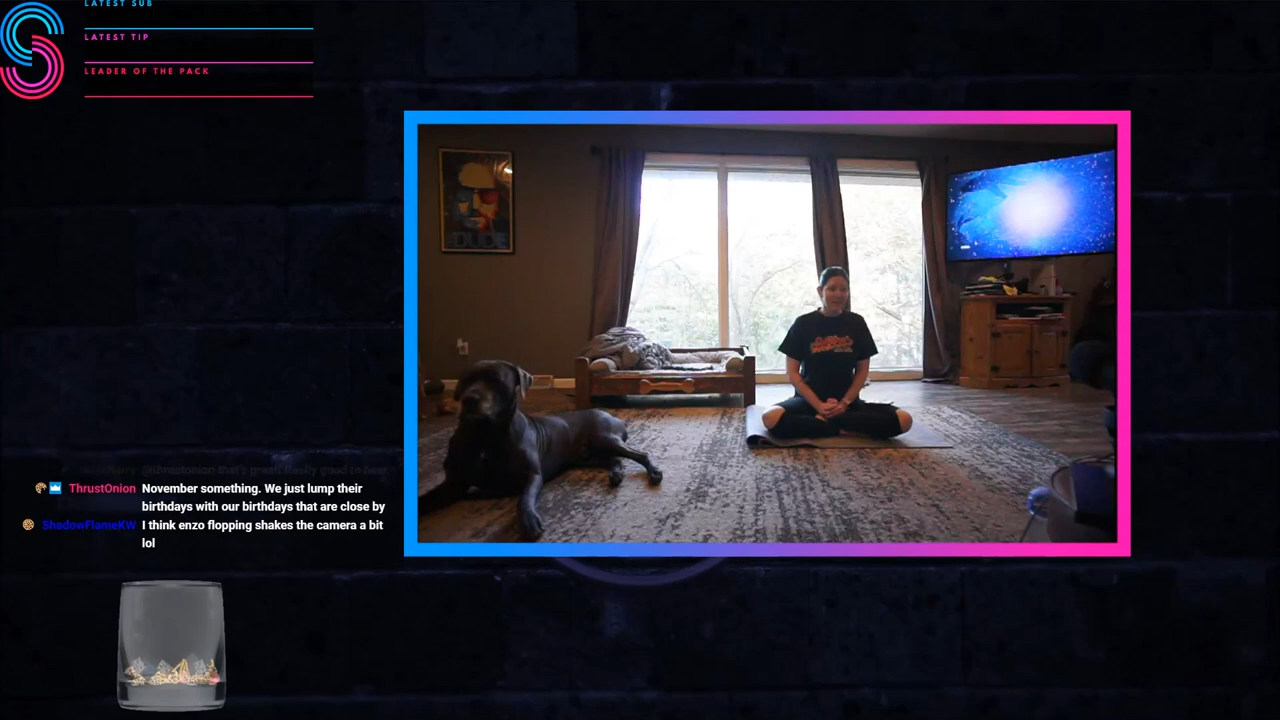 LATEST SUB
LATEST TIP
LEADER OF THE PACK
DUDE
ThrustOnion November something. We just lump their
birthdays with our birthdays that are close by
ShadowFlameKW I think enzo flopping shakes the camera a bit
lol